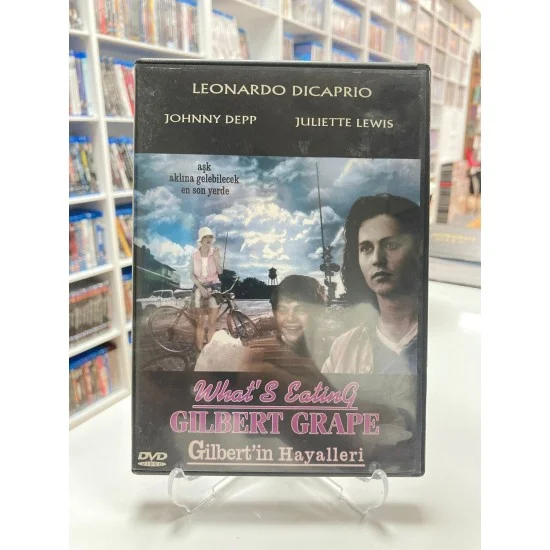 LEONARDO DICAPRIO
JOHNNY DEPP JULIETTE LEWIS
aşk
aklına gelebilecek
en son yerde
What'S EatinG
GILBERT GRAPE
Gilbert'in Hayalleri
DVD
VIDEO